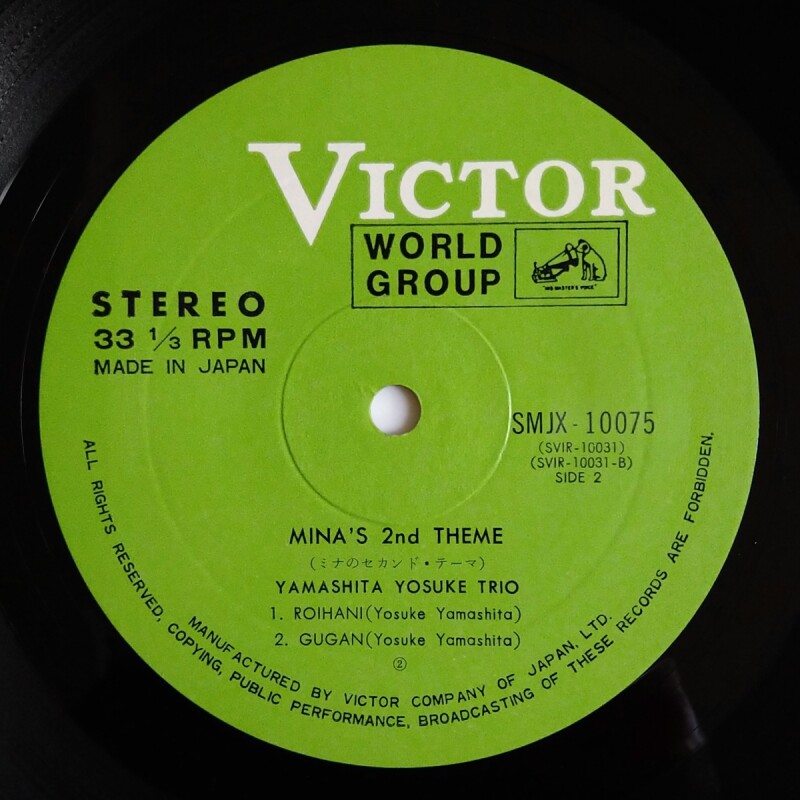 VICTOR
WORLD
GROUP
"HIS MASTER'S VOICE"
STEREO
33 1/3 RPM
MADE IN JAPAN
SMJX-10075
(SVIR-10031)
(SVIR-10031-B)
SIDE 2
MINA'S 2nd THEME
(ミナのセカンド・テーマ)
YAMASHITA YOSUKE TRIO
1. ROIHANI(Yosuke Yamashita)
2. GUGAN(Yosuke Yamashita)
②
MANUFACTURED BY VICTOR COMPANY OF JAPAN, LTD.
ALL RIGHTS RESERVED, COPYING, PUBLIC PERFORMANCE, BROADCASTING OF THESE RECORDS ARE FORBIDDEN.